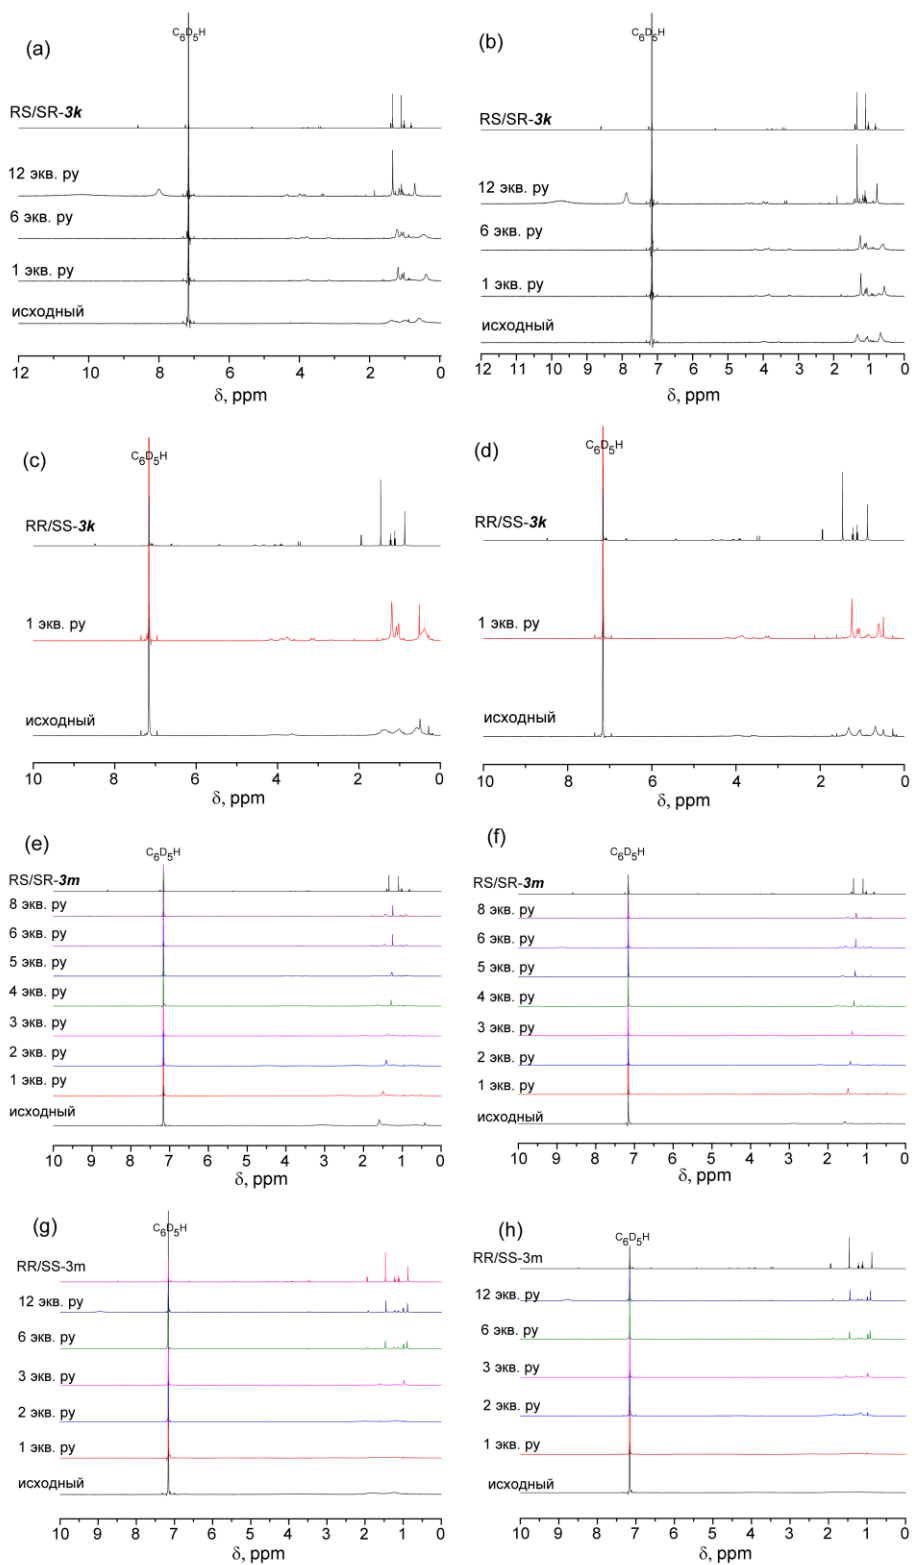 (a)
C6D5H
RS/SR-3k
12 экв. py
6 экв. py
1 экв. py
исходный
12 10 8 6 4 2 0
δ, ppm
(b)
C6D5H
RS/SR-3k
12 экв. py
6 экв. py
1 экв. py
исходный
12 11 10 9 8 7 6 5 4 3 2 1 0
δ, ppm
(c)
C6D5H
RR/SS-3k
1 экв. py
исходный
10 8 6 4 2 0
δ, ppm
(d)
C6D5H
RR/SS-3k
1 экв. py
исходный
10 8 6 4 2 0
δ, ppm
(e)
C6D5H
RS/SR-3m
8 экв. py
6 экв. py
5 экв. py
4 экв. py
3 экв. py
2 экв. py
1 экв. py
исходный
10 9 8 7 6 5 4 3 2 1 0
δ, ppm
(f)
C6D5H
RS/SR-3m
8 экв. py
6 экв. py
5 экв. py
4 экв. py
3 экв. py
2 экв. py
1 экв. py
исходный
10 9 8 7 6 5 4 3 2 1 0
δ, ppm
(g)
C6D5H
RR/SS-3m
12 экв. py
6 экв. py
3 экв. py
2 экв. py
1 экв. py
исходный
10 9 8 7 6 5 4 3 2 1 0
δ, ppm
(h)
C6D5H
RR/SS-3m
12 экв. py
6 экв. py
3 экв. py
2 экв. py
1 экв. py
исходный
10 9 8 7 6 5 4 3 2 1 0
δ, ppm